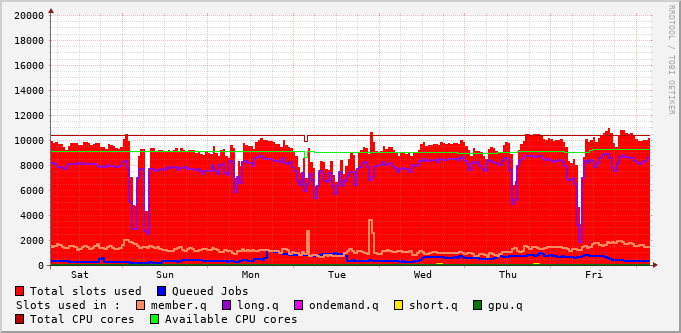 20000
18000
16000
14000
12000
10000
8000
6000
4000
2000
0
Sat Sun Mon Tue Wed Thu Fri
Total slots used Queued Jobs
Slots used in : member.q long.q ondemand.q short.q gpu.q
Total CPU cores Available CPU cores
RRDTOOL / TOBI OETIKER